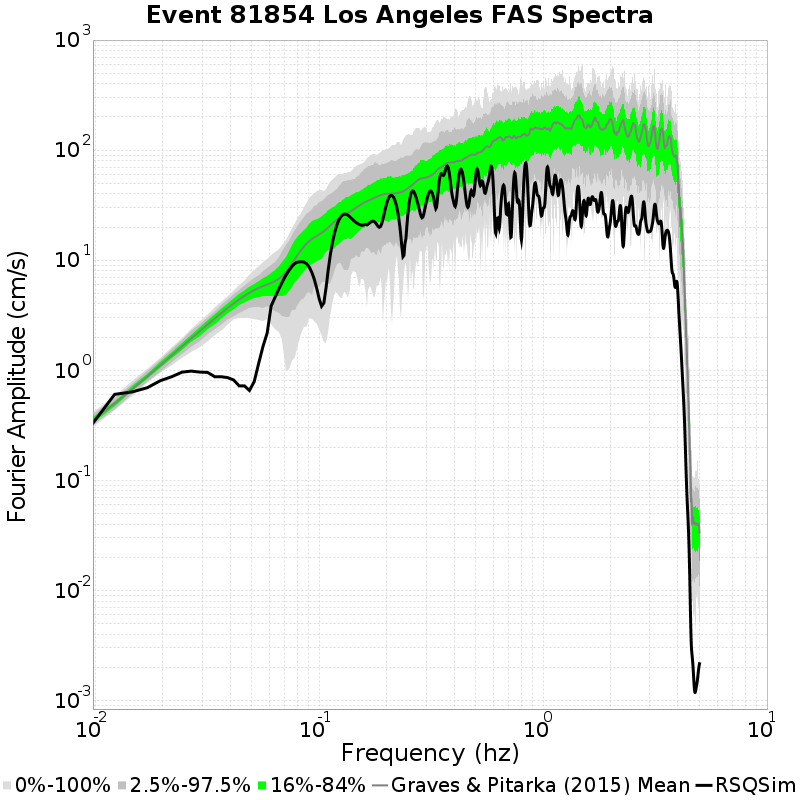 Event 81854 Los Angeles FAS Spectra
Fourier Amplitude (cm/s)
10³
10²
10¹
10⁰
10⁻¹
10⁻²
10⁻³
10⁻² 10⁻¹ 10⁰ 10¹
Frequency (hz)
0%-100% 2.5%-97.5% 16%-84% Graves & Pitarka (2015) Mean RSQSim